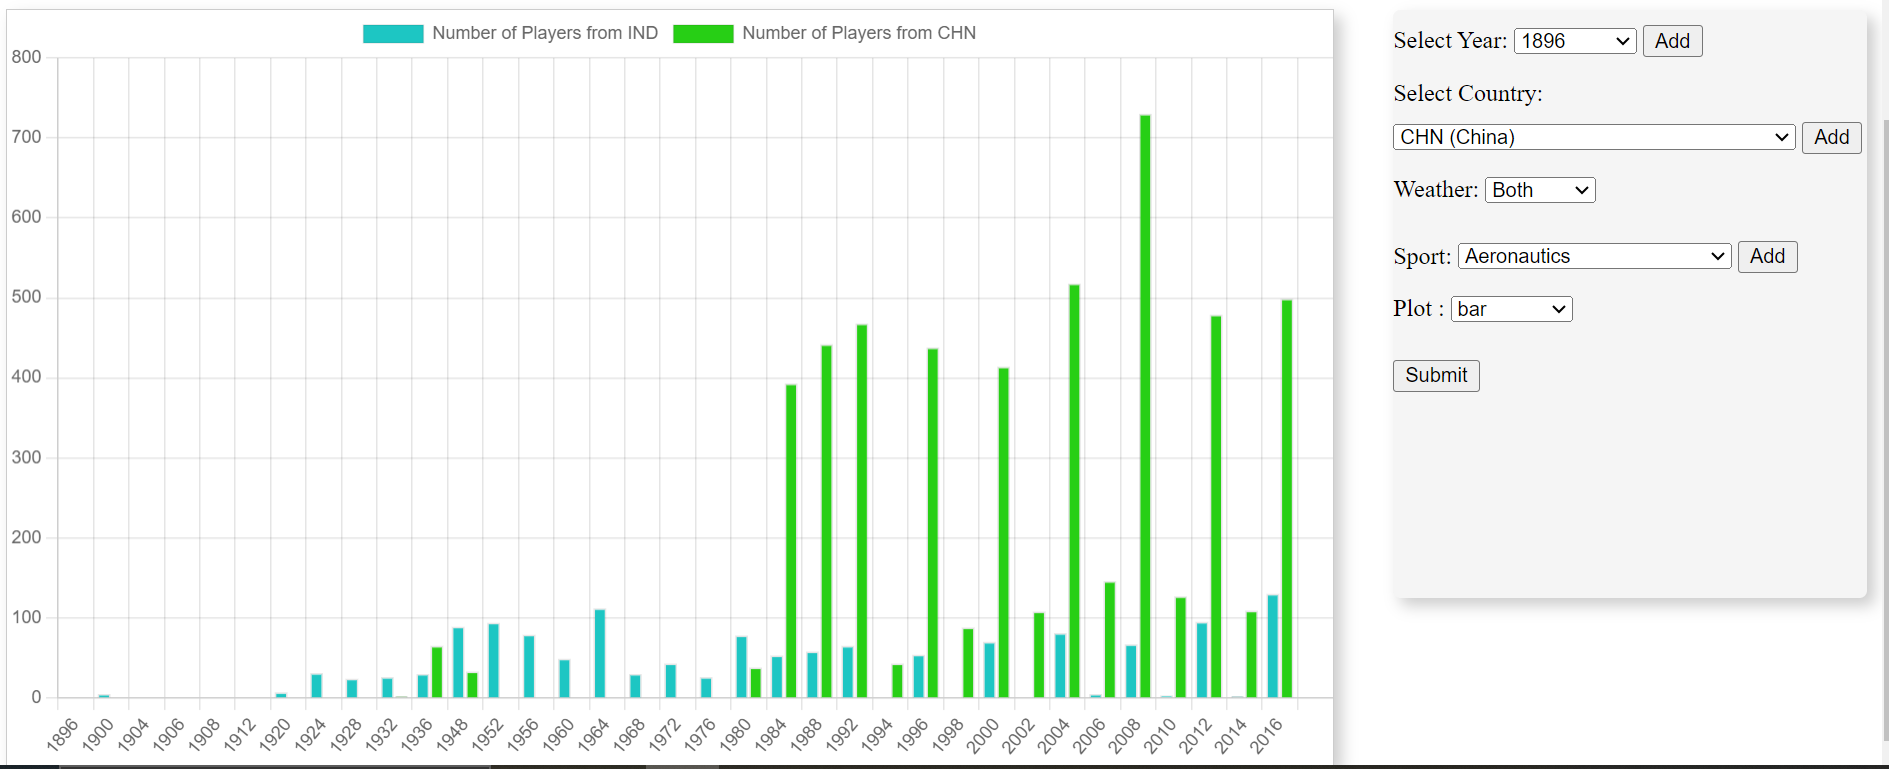 Number of Players from IND Number of Players from CHN
800
700
600
500
400
300
200
100
0
1896 1900 1904 1906 1908 1912 1920 1924 1928 1932 1936 1948 1952 1956 1960 1964 1968 1972 1976 1980 1984 1988 1992 1994 1996 1998 2000 2002 2004 2006 2008 2010 2012 2014 2016
Select Year: 1896 Add
Select Country:
CHN (China) Add
Weather: Both
Sport: Aeronautics Add
Plot : bar
Submit